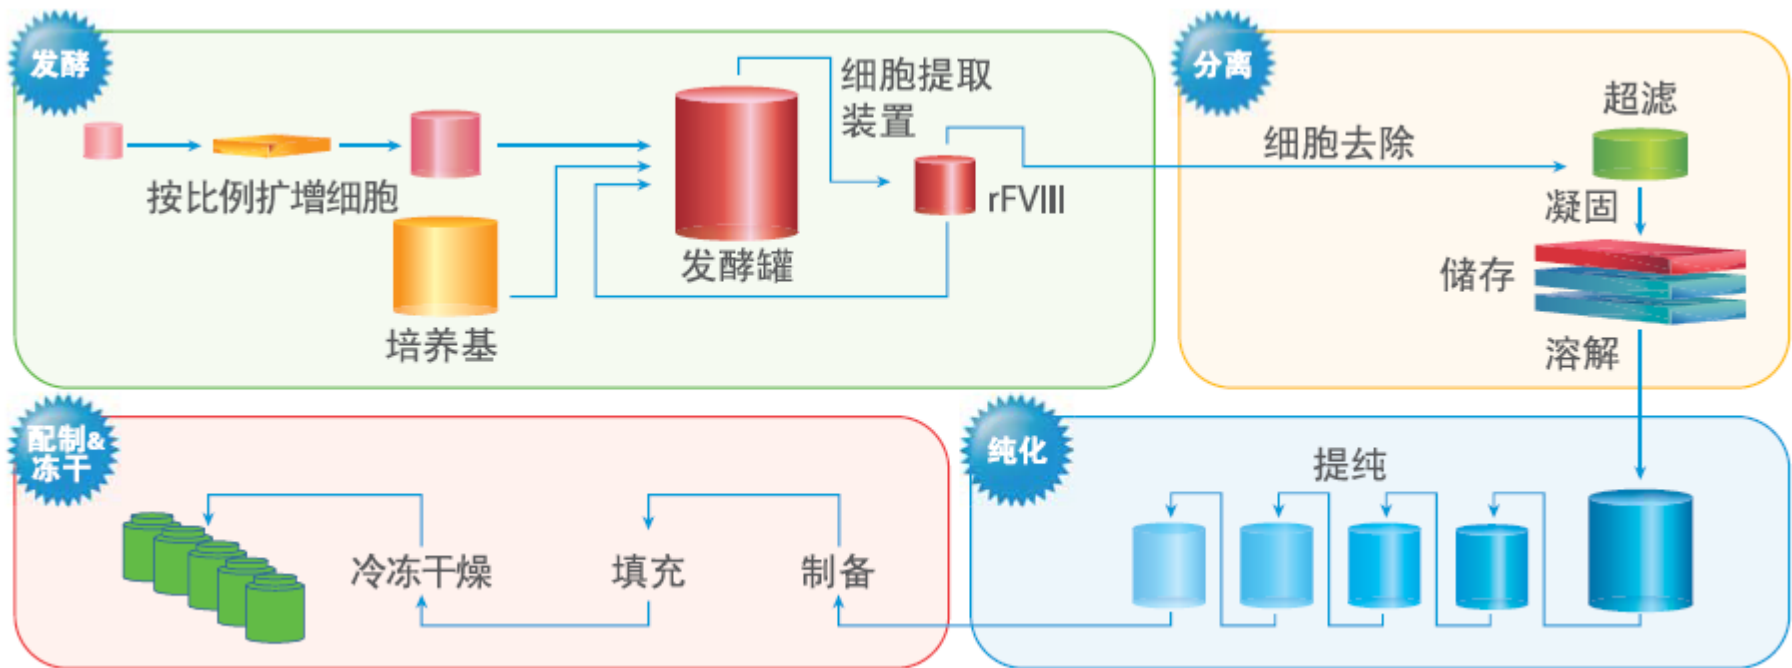 发酵
按比例扩增细胞
培养基
发酵罐
细胞提取
装置
rFVIII
分离
细胞去除
超滤
凝固
储存
溶解
配制&
冻干
冷冻干燥
填充
制备
纯化
提纯